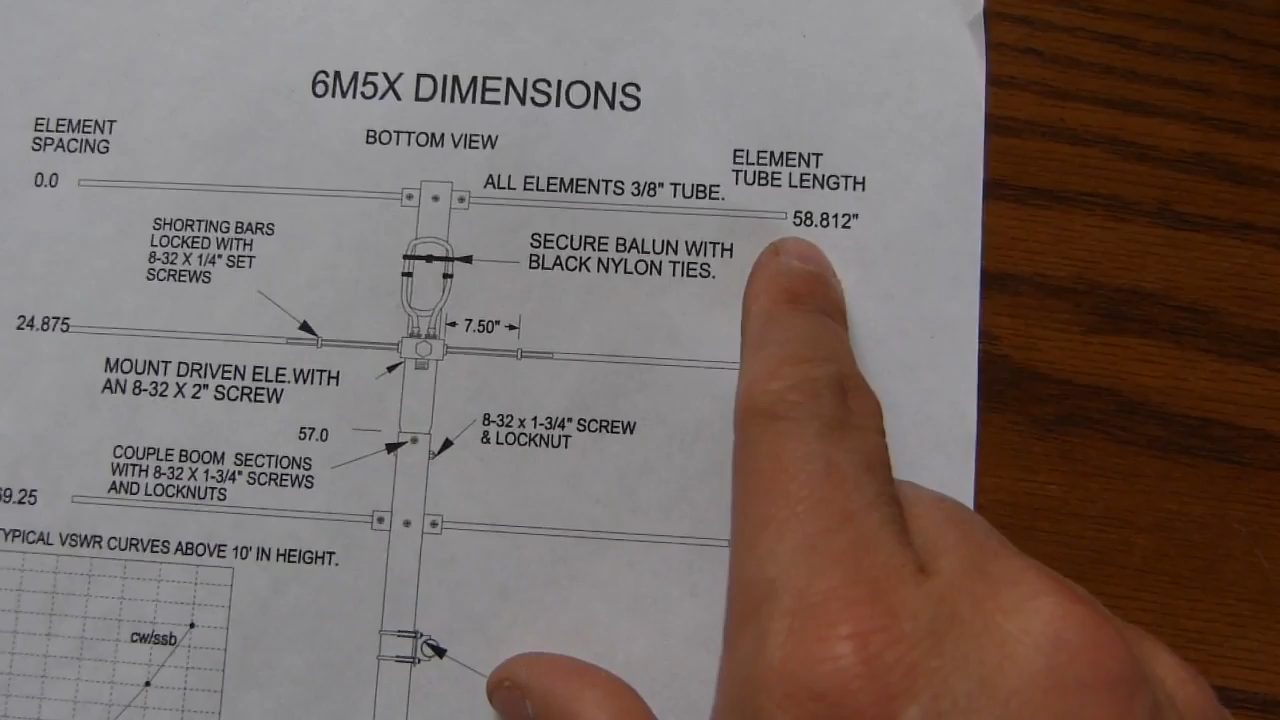 6M5X DIMENSIONS
ELEMENT
SPACING
BOTTOM VIEW
ELEMENT
TUBE LENGTH
0.0
ALL ELEMENTS 3/8" TUBE.
58.812"
SHORTING BARS
LOCKED WITH
8-32 X 1/4" SET
SCREWS
SECURE BALUN WITH
BLACK NYLON TIES.
24.875
7.50"
MOUNT DRIVEN ELE.WITH
AN 8-32 X 2" SCREW
57.0
8-32 x 1-3/4" SCREW
& LOCKNUT
COUPLE BOOM SECTIONS
WITH 8-32 X 1-3/4" SCREWS
AND LOCKNUTS
69.25
TYPICAL VSWR CURVES ABOVE 10' IN HEIGHT.
cw/ssb